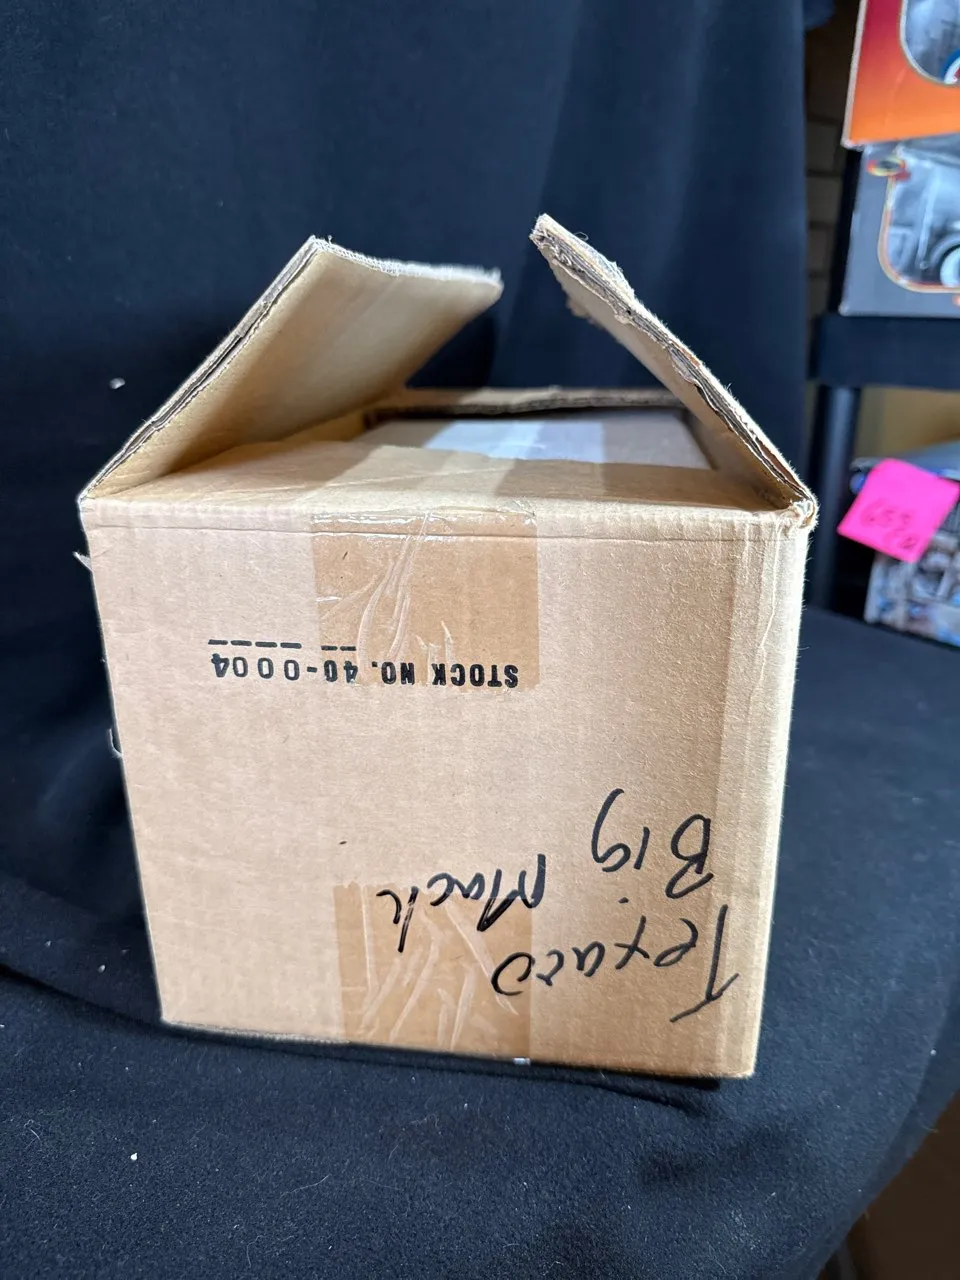 Texaco
Big Mack
STOCK NO. 40-0004